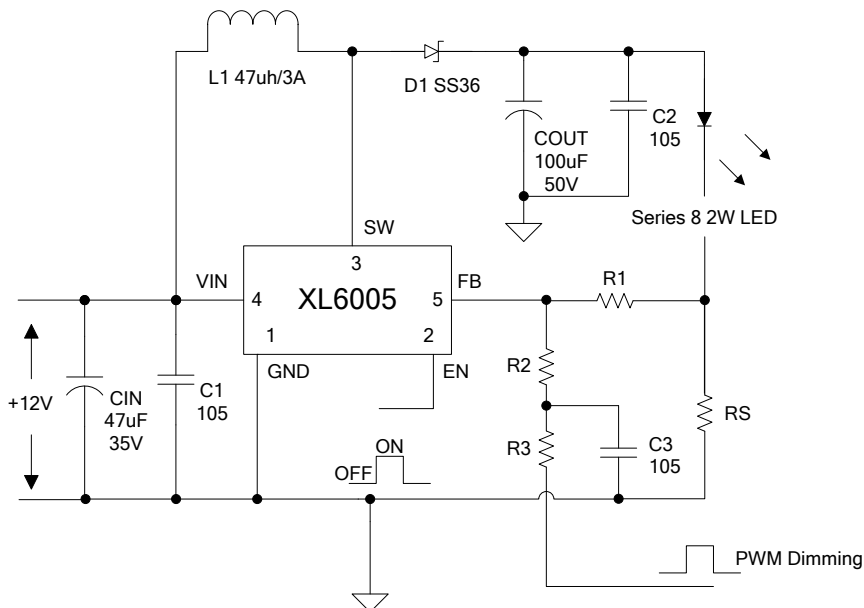 L1 47uh/3A
D1 SS36
COUT
100uF
50V
C2
105
Series 8 2W LED
SW
3
VIN
4
XL6005
5
FB
1
2
GND
EN
R1
R2
R3
RS
+12V
CIN
47uF
35V
C1
105
C3
105
ON
OFF
PWM Dimming